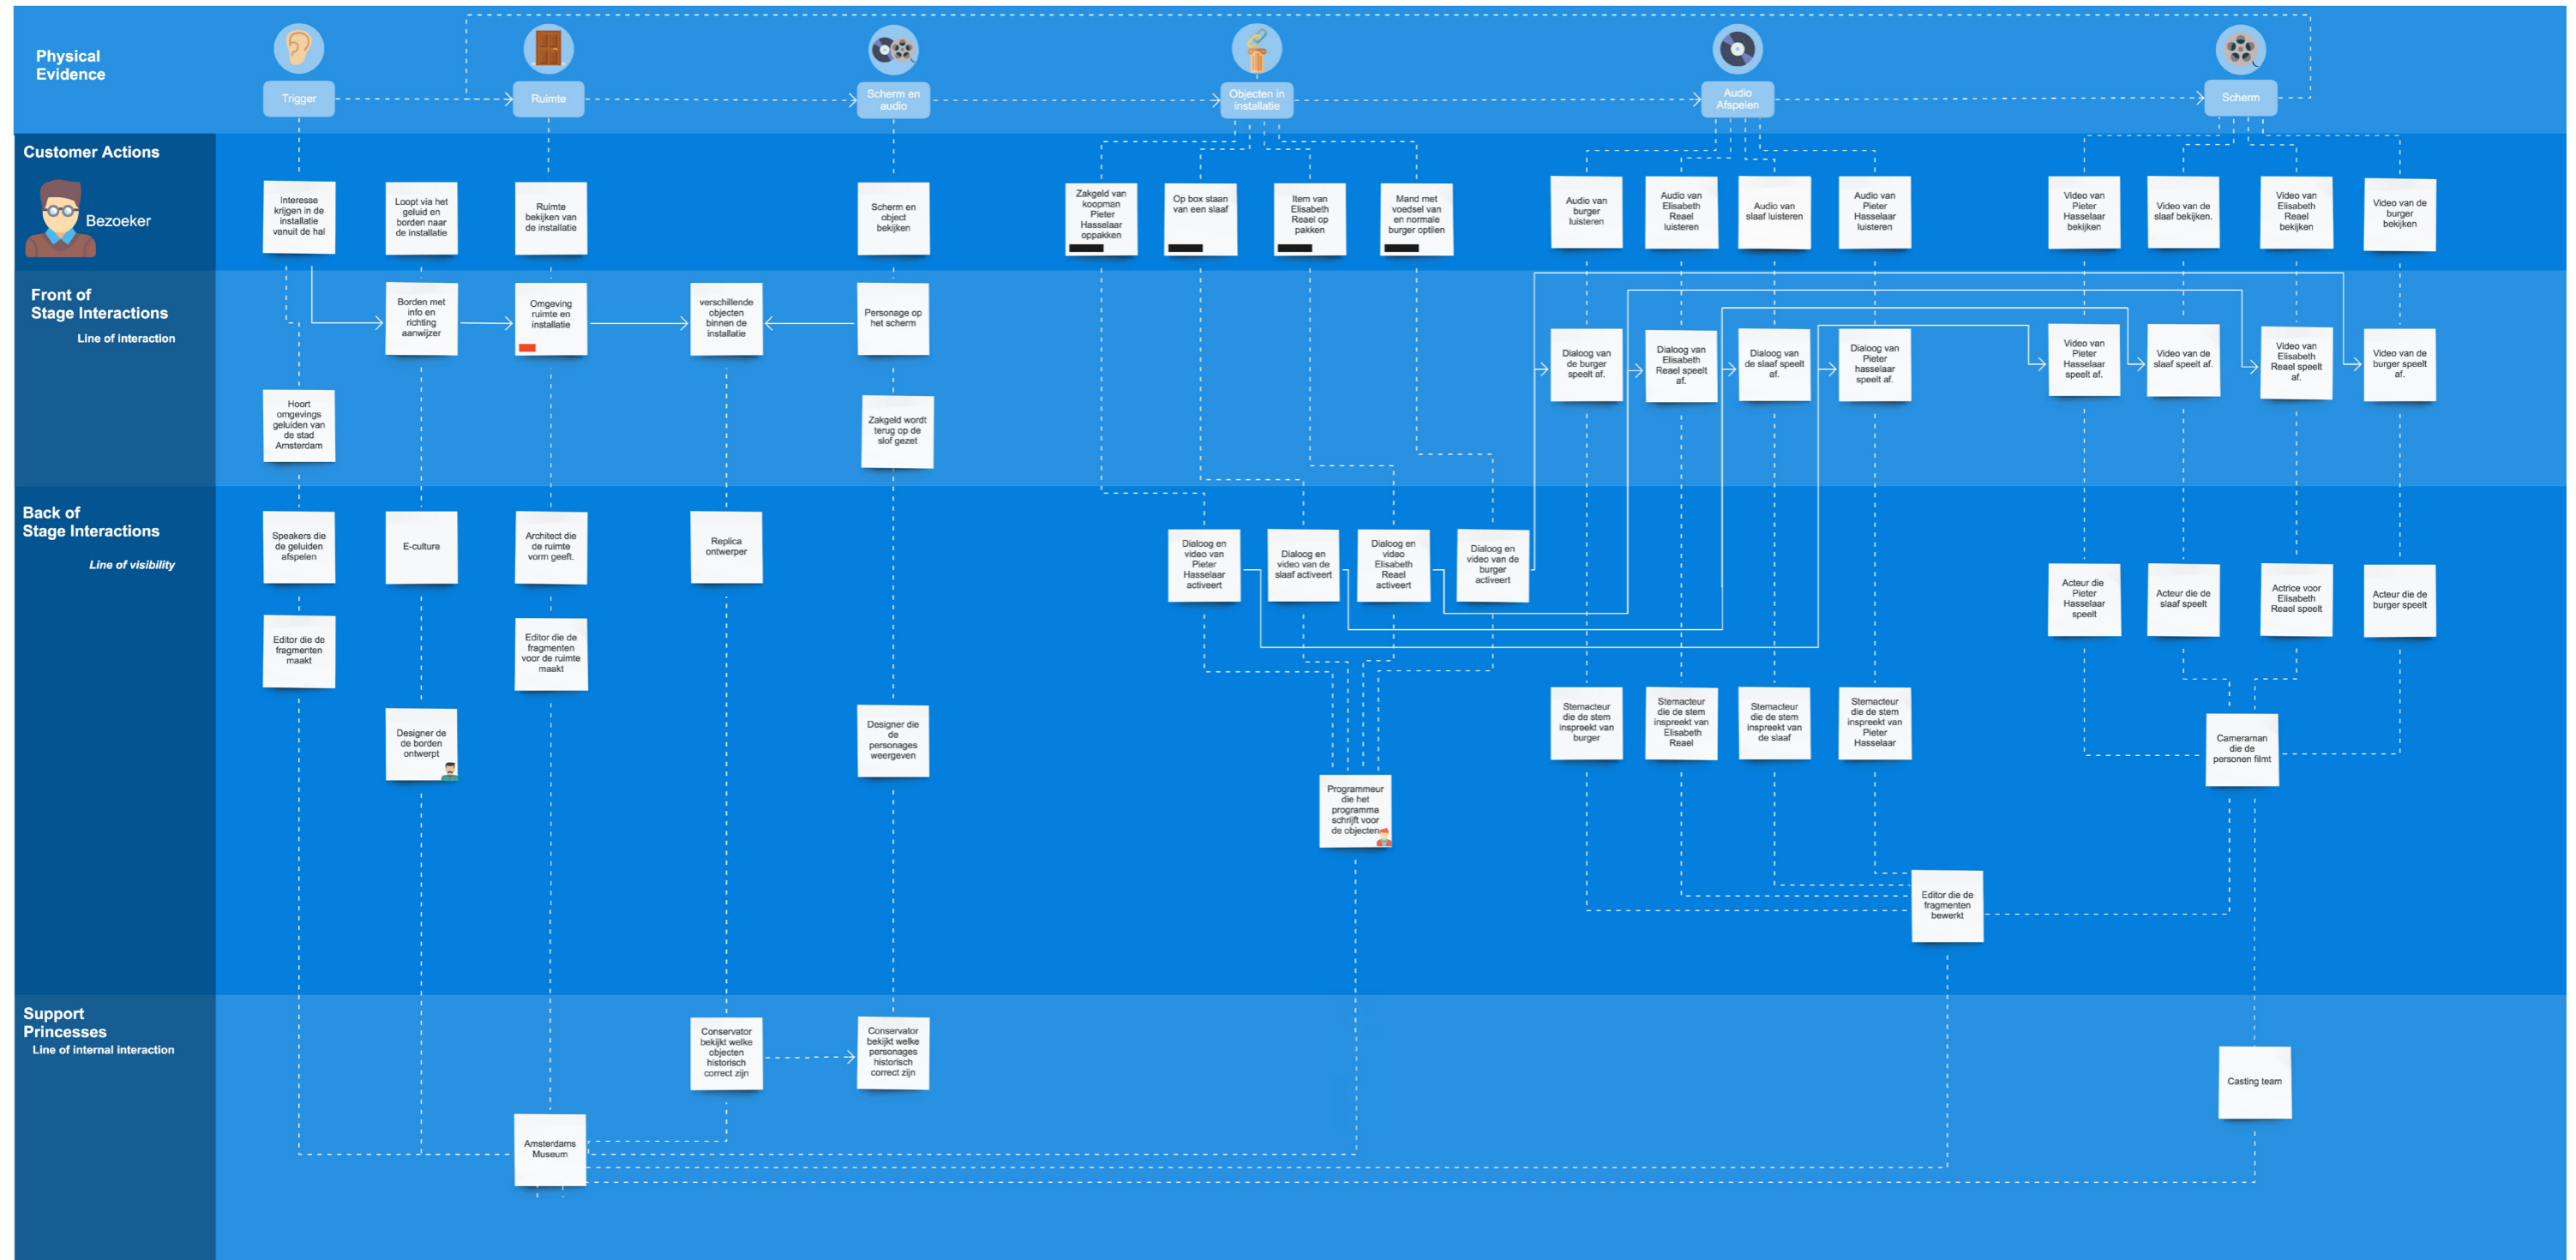 Physical
Evidence
Trigger
Ruimte
Scherm en
audio
Objecten in
installatie
Audio
Afspelen
Scherm
Customer Actions
Bezoeker
Interesse
krijgen in de
installatie
vanuit de hal
Loopt via het
geluid en
borden naar
de installatie
Ruimte
bekijken van
de installatie
Scherm en
object
bekijken
Zakgeld van
koopman
Pieter
Hasselaar
oppakken
Op box staan
van een slaaf
Item van
Elisabeth
Reael op
pakken
Mand met
voedsel van
en normale
burger optilen
Audio van
burger
luisteren
Audio van
Elisabeth
Reael
luisteren
Audio van
slaaf luisteren
Audio van
Pieter
Hasselaar
luisteren
Video van
Pieter
Hasselaar
bekijken
Video van de
slaaf bekijken.
Video van
Elisabeth
Reael
bekijken
Video van de
burger
bekijken
Front of
Stage Interactions
Line of interaction
Borden met
info en
richting
aanwijzer
Omgeving
ruimte en
installatie
verschillende
objecten
binnen de
installatie
Personage op
het scherm
Dialoog van
de burger
speelt af.
Dialoog van
Elisabeth
Reael speelt
af.
Dialoog van
de slaaf speelt
af.
Dialoog van
Pieter
hasselaar
speelt af.
Video van
Pieter
Hasselaar
speelt af.
Video van de
slaaf speelt af.
Video van
Elisabeth
Reael speelt
af.
Video van de
burger speelt
af.
Hoort
omgevings
geluiden van
de stad
Amsterdam
Zakgeld wordt
terug op de
slof gezet
Back of
Stage Interactions
Line of visibility
Speakers die
de geluiden
afspelen
E-culture
Architect die
de ruimte
vorm geeft.
Replica
ontwerper
Dialoog en
video van
Pieter
Hasselaar
activeert
Dialoog en
video van de
slaaf activeert
Dialoog en
video
Elisabeth
Reael
activeert
Dialoog en
video van de
burger
activeert
Acteur die
Pieter
Hasselaar
speelt
Acteur die de
slaaf speelt
Actrice voor
Elisabeth
Reael speelt
Acteur die de
burger speelt
Editor die de
fragmenten
maakt
Editor die de
fragmenten
voor de ruimte
maakt
Designer de
de borden
ontwerpt
Designer die
de
personages
weergeven
Stemacteur
die de stem
inspreekt van
burger
Stemacteur
die de stem
inspreekt van
Elisabeth
Reael
Stemacteur
die de stem
inspreekt van
de slaaf
Stemacteur
die de stem
inspreekt van
Pieter
Hasselaar
Cameraman
die de
personen filmt
Programmeur
die het
programma
schrijft voor
de objecten
Editor die de
fragmenten
bewerkt
Support
Princesses
Line of internal interaction
Conservator
bekijkt welke
objecten
historisch
correct zijn
Conservator
bekijkt welke
personages
historisch
correct zijn
Casting team
Amsterdams
Museum